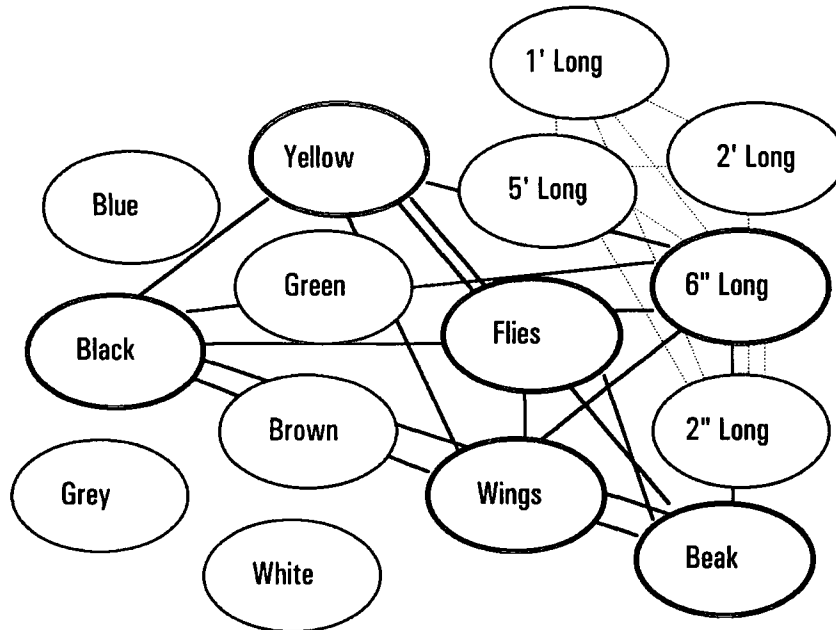 1' Long
Yellow
2' Long
Blue
5' Long
Green
6" Long
Black
Flies
Brown
2" Long
Grey
Wings
White
Beak